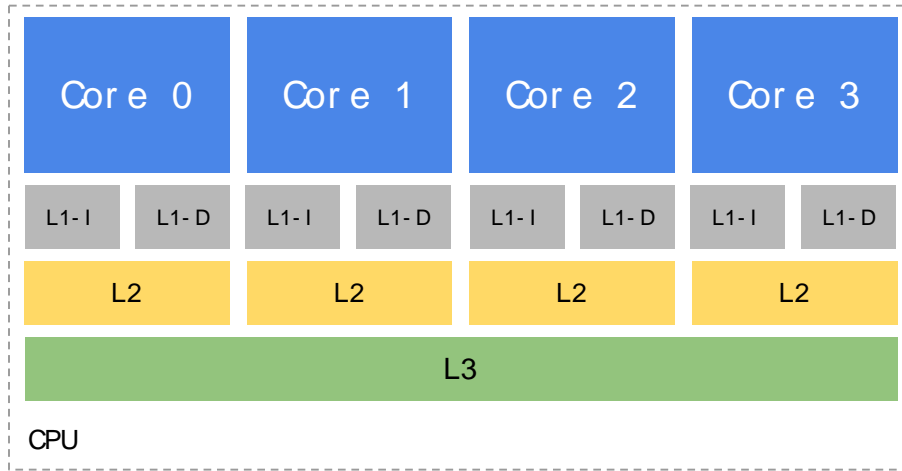 Core 0 Core 1 Core 2 Core 3
L1-I L1-D L1-I L1-D L1-I L1-D L1-I L1-D
L2 L2 L2 L2
L3
CPU